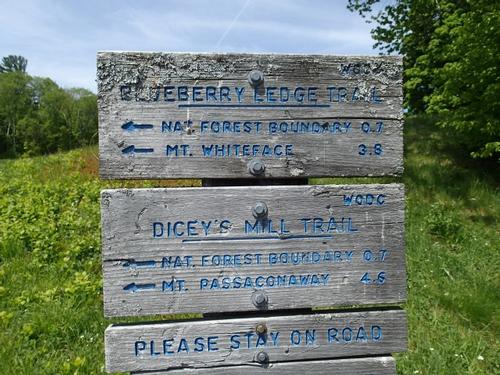 WODC
BLUEBERRY LEDGE TRAIL
NAT. FOREST BOUNDARY 0.7
MT. WHITEFACE 3.8
WODC
DICEY'S MILL TRAIL
NAT. FOREST BOUNDARY 0.7
MT. PASSACONAWAY 4.6
PLEASE STAY ON ROAD